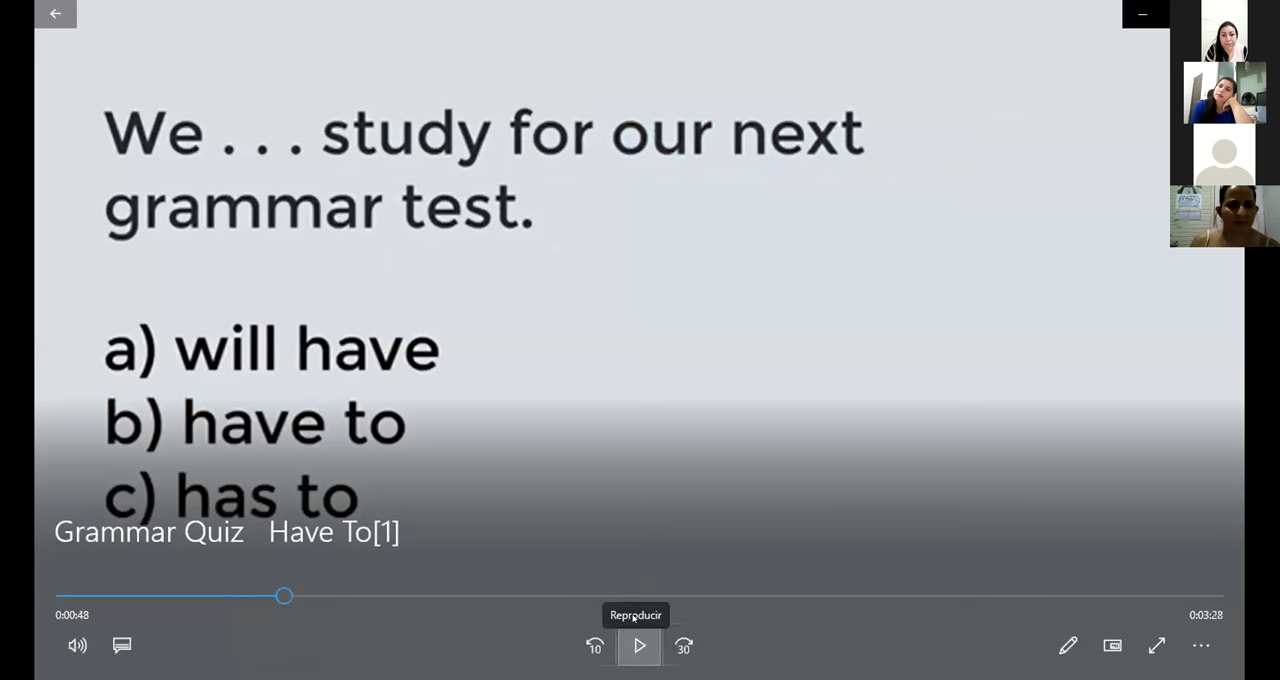 We . . . study for our next
grammar test.
a) will have
b) have to
c) has to
Grammar Quiz Have To[1]
0:00:48
Reproducir
0:03:28
10
30